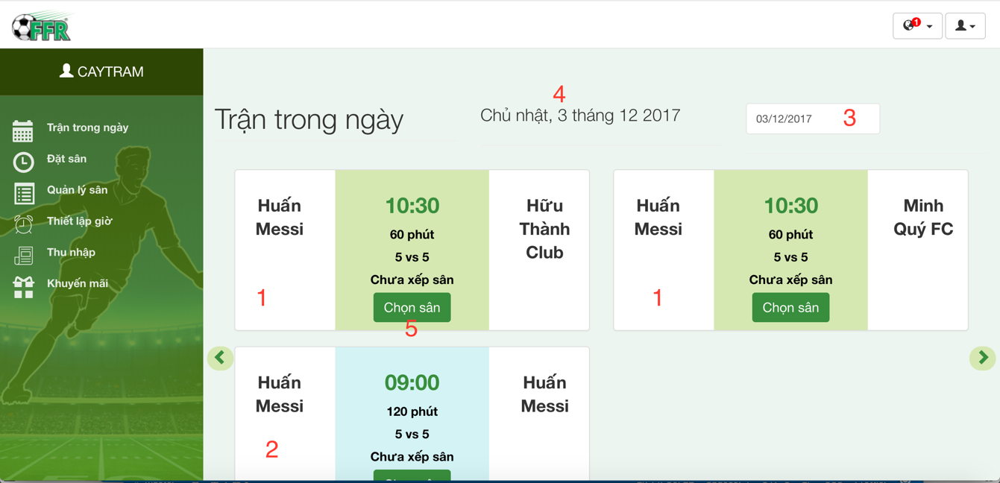 FFR
1
CAYTRAM
Trận trong ngày
Đặt sân
Quản lý sân
Thiết lập giờ
Thu nhập
Khuyến mãi
4
Trận trong ngày
Chủ nhật, 3 tháng 12 2017
03/12/2017
3
Huấn
Messi
1
10:30
60 phút
5 vs 5
Chưa xếp sân
Chọn sân
5
Hữu
Thành
Club
Huấn
Messi
1
10:30
60 phút
5 vs 5
Chưa xếp sân
Chọn sân
Minh
Quý FC
Huấn
Messi
2
09:00
120 phút
5 vs 5
Chưa xếp sân
Huấn
Messi